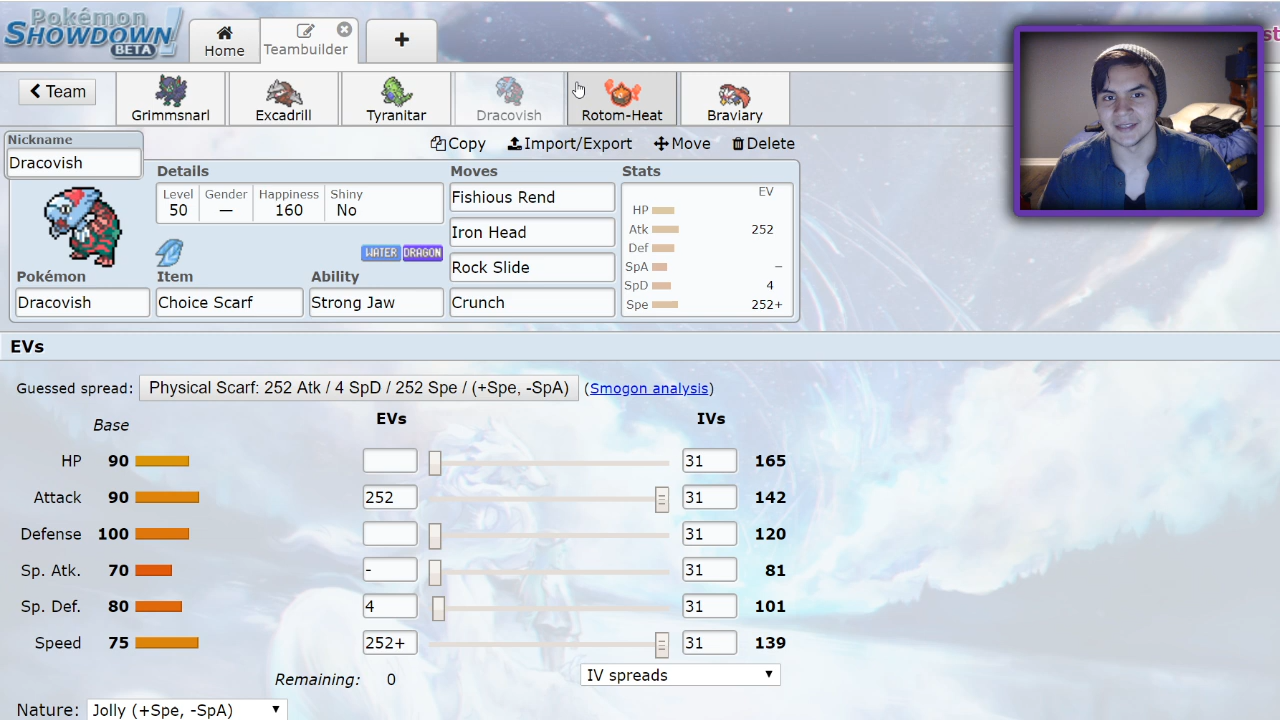 Pokémon
SHOWDOWN!
BETA
Home
Teambuilder
+
st
Team
Grimmsnarl
Excadrill
Tyranitar
Dracovish
Rotom-Heat
Braviary
Nickname
Dracovish
Copy Import/Export Move Delete
Details
Level Gender Happiness Shiny
50 — 160 No
WATER DRAGON
Pokémon
Dracovish
Item
Choice Scarf
Ability
Strong Jaw
Moves
Fishious Rend
Iron Head
Rock Slide
Crunch
Stats
EV
HP
Atk 252
Def
SpA –
SpD 4
Spe 252+
EVs
Guessed spread: Physical Scarf: 252 Atk / 4 SpD / 252 Spe / (+Spe, -SpA) (Smogon analysis)
Base EVs IVs
HP 90 31 165
Attack 90 252 31 142
Defense 100 31 120
Sp. Atk. 70 - 31 81
Sp. Def. 80 4 31 101
Speed 75 252+ 31 139
Remaining: 0 IV spreads
Nature: Jolly (+Spe, -SpA)